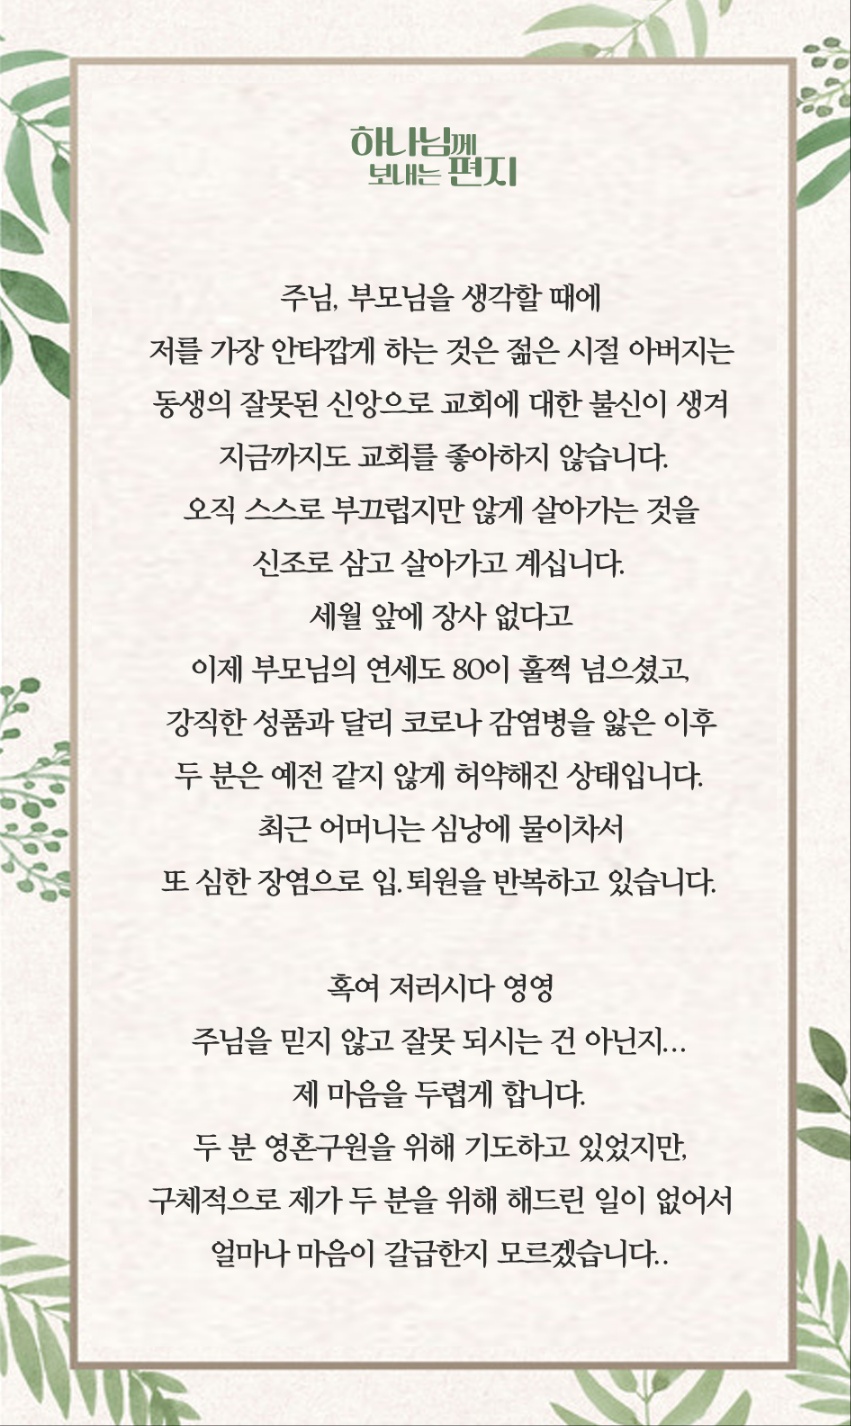 하나님께
보내는 편지
주님, 부모님을 생각할 때에
저를 가장 안타깝게 하는 것은 젊은 시절 아버지는
동생의 잘못된 신앙으로 교회에 대한 불신이 생겨
지금까지도 교회를 좋아하지 않습니다.
오직 스스로 부끄럽지만 않게 살아가는 것을
신조로 삼고 살아가고 계십니다.
세월 앞에 장사 없다고
이제 부모님의 연세도 80이 훌쩍 넘으셨고,
강직한 성품과 달리 코로나 감염병을 앓은 이후
두 분은 예전 같지 않게 허약해진 상태입니다.
최근 어머니는 심낭에 물이차서
또 심한 장염으로 입.퇴원을 반복하고 있습니다.
혹여 저러시다 영영
주님을 믿지 않고 잘못 되시는 건 아닌지...
제 마음을 두렵게 합니다.
두 분 영혼구원을 위해 기도하고 있었지만,
구체적으로 제가 두 분을 위해 해드린 일이 없어서
얼마나 마음이 갈급한지 모르겠습니다..